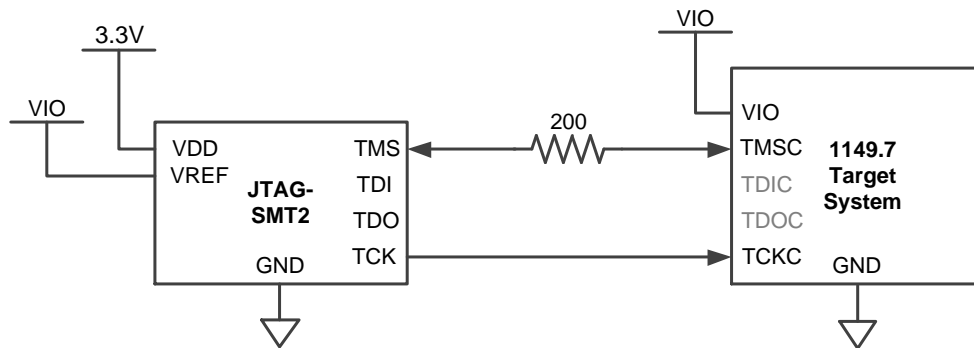 VIO
3.3V
VIO
VIO
200
VDD
TMS
TMSC
1149.7
VREF
JTAG-
TDI
TDIC
Target
SMT2
TDO
TDOC
System
TCK
TCKC
GND
GND